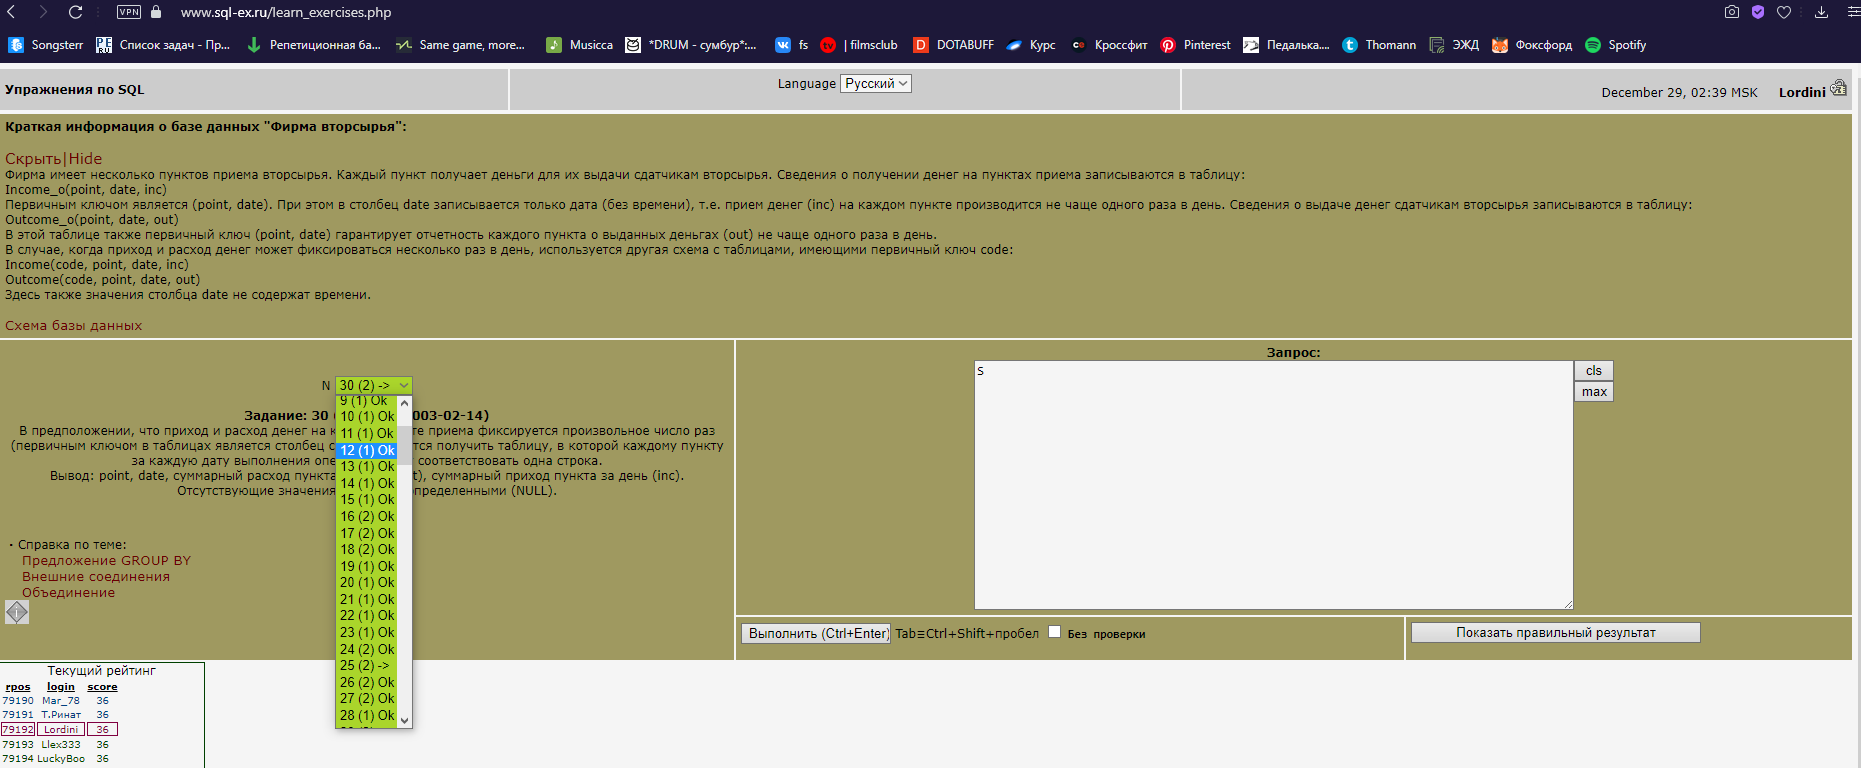 VPN www.sql-ex.ru/learn_exercises.php
Songsterr Список задач - Пр... Репетиционная ба... Same game, more... Musicca *DRUM - сумбур*:... fs | filmsclub DOTABUFF Курс Кроссфит Pinterest Педалька.... Thomann ЭЖД Фоксфорд Spotify
Упражнения по SQL Language Русский December 29, 02:39 MSK Lordini
Краткая информация о базе данных "Фирма вторсырья":
Скрыть|Hide
Фирма имеет несколько пунктов приема вторсырья. Каждый пункт получает деньги для их выдачи сдатчикам вторсырья. Сведения о получении денег на пунктах приема записываются в таблицу:
Income_o(point, date, inc)
Первичным ключом является (point, date). При этом в столбец date записывается только дата (без времени), т.е. прием денег (inc) на каждом пункте производится не чаще одного раза в день. Сведения о выдаче денег сдатчикам вторсырья записываются в таблицу:
Outcome_o(point, date, out)
В этой таблице также первичный ключ (point, date) гарантирует отчетность каждого пункта о выданных деньгах (out) не чаще одного раза в день.
В случае, когда приход и расход денег может фиксироваться несколько раз в день, используется другая схема с таблицами, имеющими первичный ключ code:
Income(code, point, date, inc)
Outcome(code, point, date, out)
Здесь также значения столбца date не содержат времени.
Схема базы данных
N 30 (2) ->
9 (1) Ok
10 (1) Ok
11 (1) Ok
12 (1) Ok
13 (1) Ok
14 (1) Ok
15 (1) Ok
16 (2) Ok
17 (2) Ok
18 (2) Ok
19 (1) Ok
20 (1) Ok
21 (1) Ok
22 (1) Ok
23 (1) Ok
24 (2) Ok
25 (2) ->
26 (2) Ok
27 (2) Ok
28 (1) Ok
Задание: 30 ( 003-02-14)
В предположении, что приход и расход денег на к те приема фиксируется произвольное число раз
(первичным ключом в таблицах является столбец c тся получить таблицу, в которой каждому пункту
за каждую дату выполнения опе соответствовать одна строка.
Вывод: point, date, суммарный расход пункта t), суммарный приход пункта за день (inc).
Отсутствующие значения определенными (NULL).
· Справка по теме:
Предложение GROUP BY
Внешние соединения
Объединение
Запрос:
S
cls
max
Выполнить (Ctrl+Enter) Tab≡Ctrl+Shift+пробел Без проверки
Показать правильный результат
Текущий рейтинг
rpos login score
79190 Mar_78 36
79191 Т.Ринат 36
79192 Lordini 36
79193 Llex333 36
79194 LuckyBoo 36